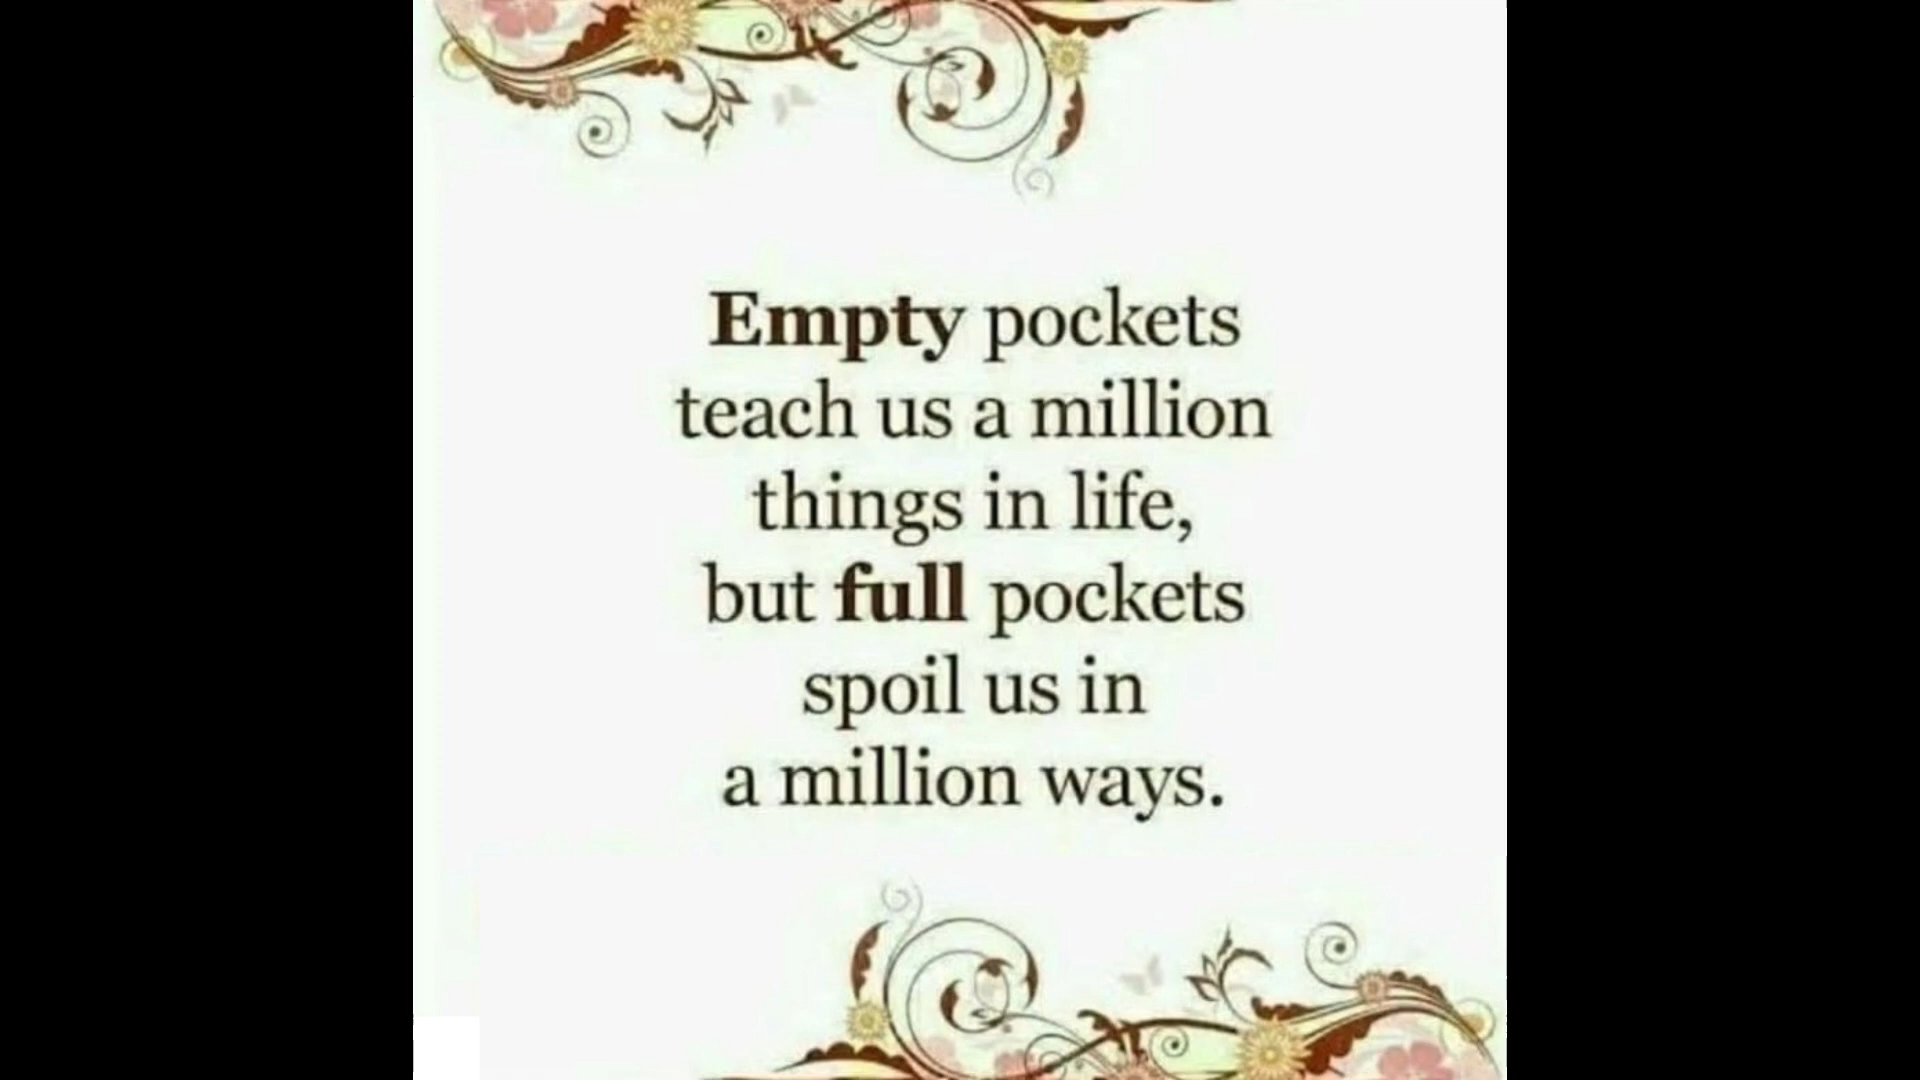 Empty pockets
teach us a million
things in life,
but full pockets
spoil us in
a million ways.